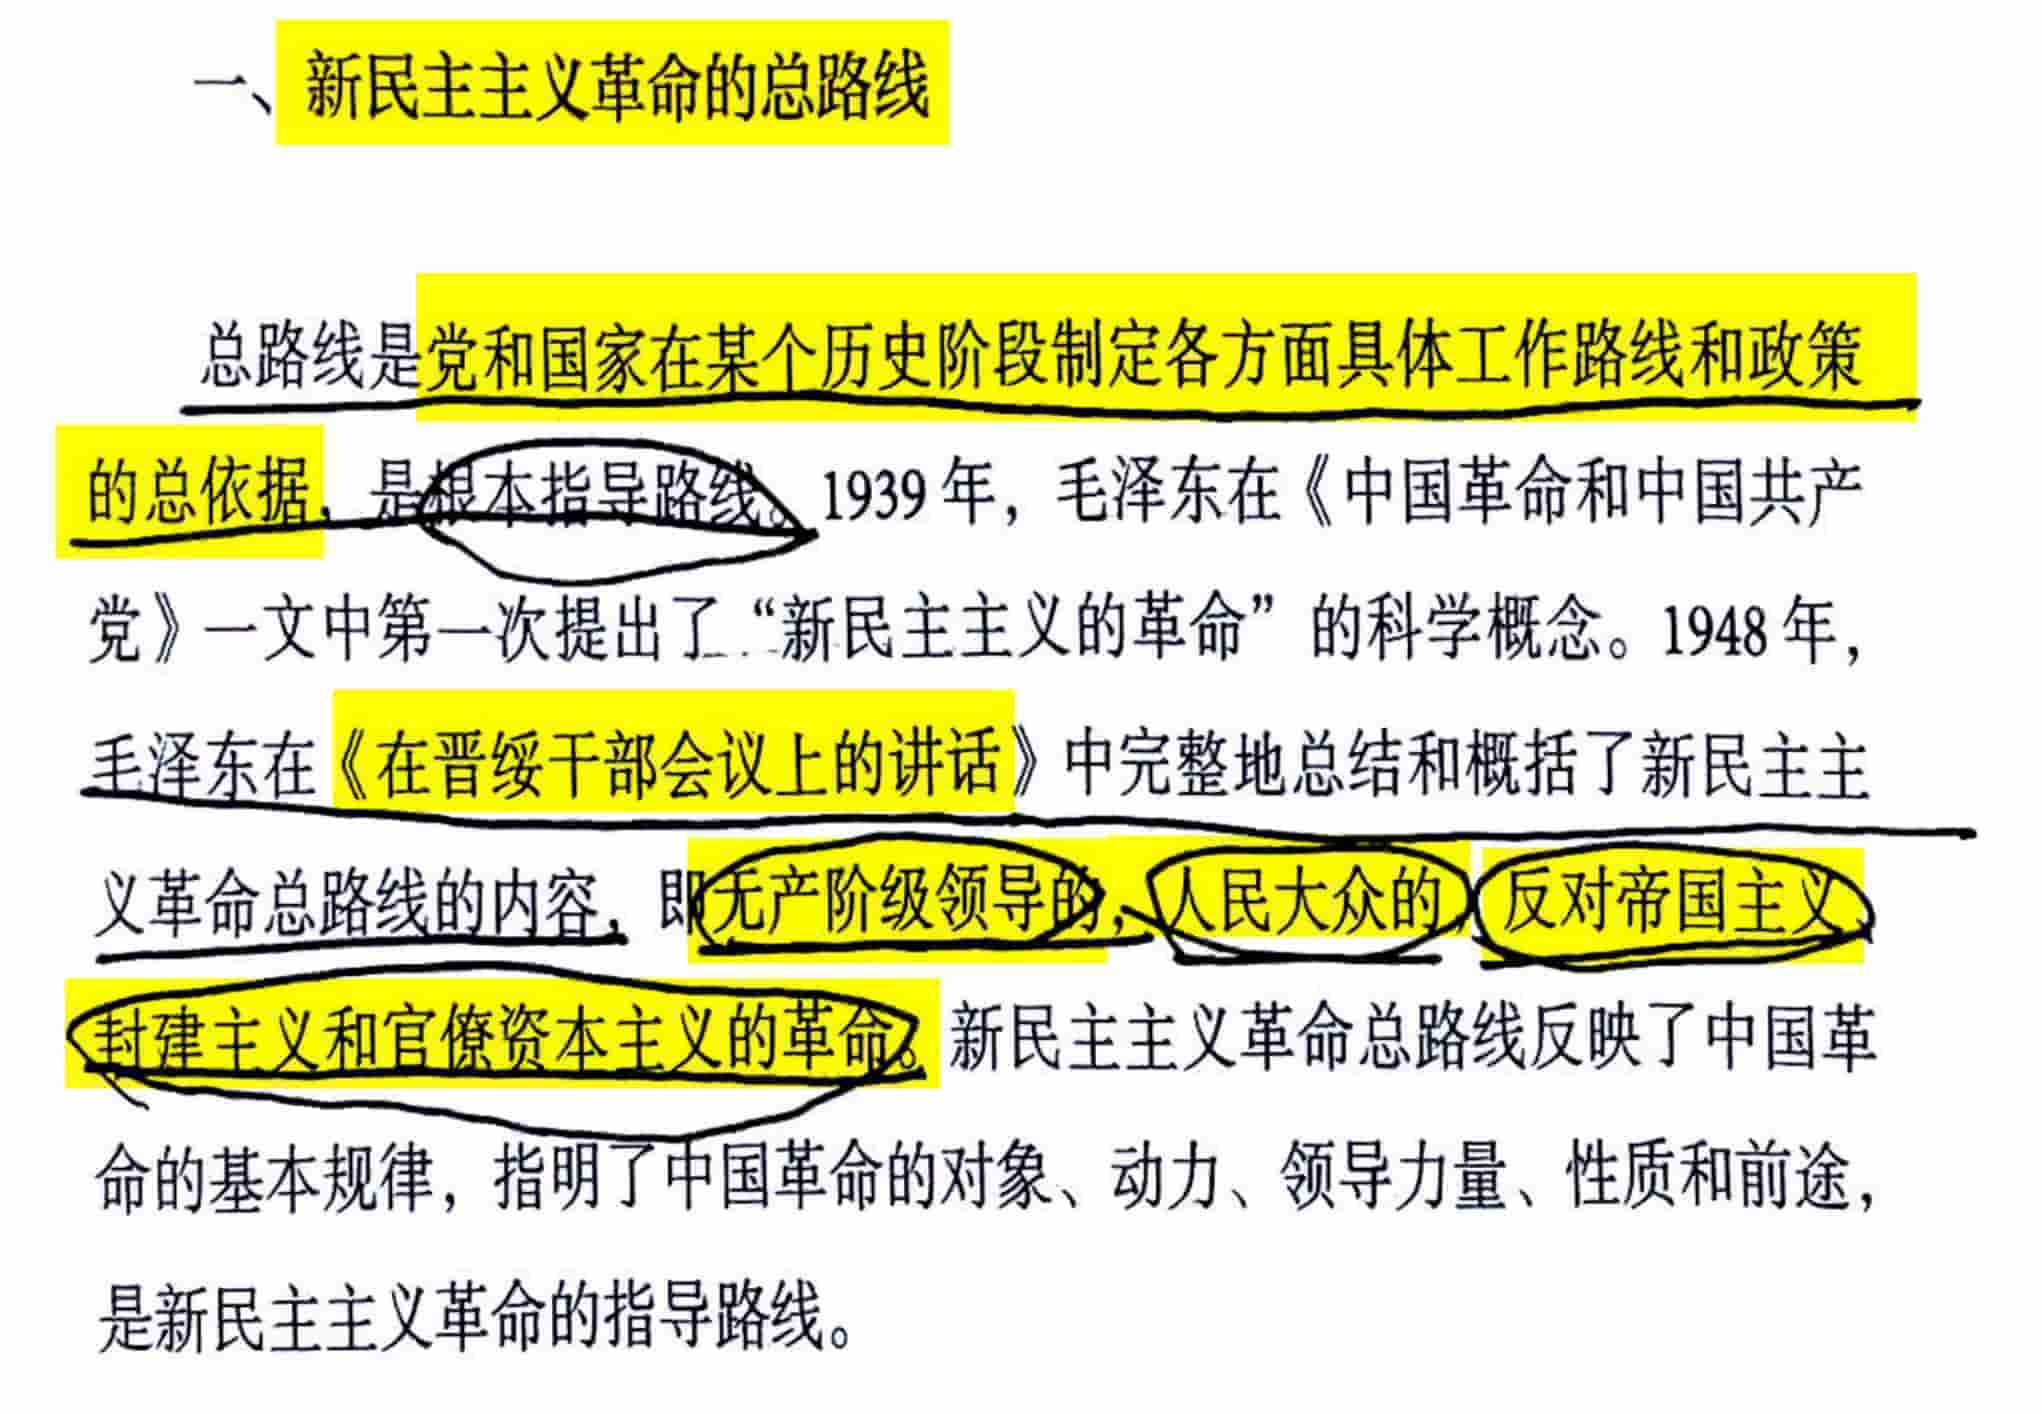 一、新民主主义革命的总路线
总路线是党和国家在某个历史阶段制定各方面具体工作路线和政策
的总依据，是根本指导路线。1939年，毛泽东在《中国革命和中国共产
党》一文中第一次提出了“新民主主义的革命”的科学概念。1948年，
毛泽东在《在晋绥干部会议上的讲话》中完整地总结和概括了新民主主
义革命总路线的内容，即无产阶级领导的，人民大众的，反对帝国主义、
封建主义和官僚资本主义的革命。新民主主义革命总路线反映了中国革
命的基本规律，指明了中国革命的对象、动力、领导力量、性质和前途，
是新民主主义革命的指导路线。